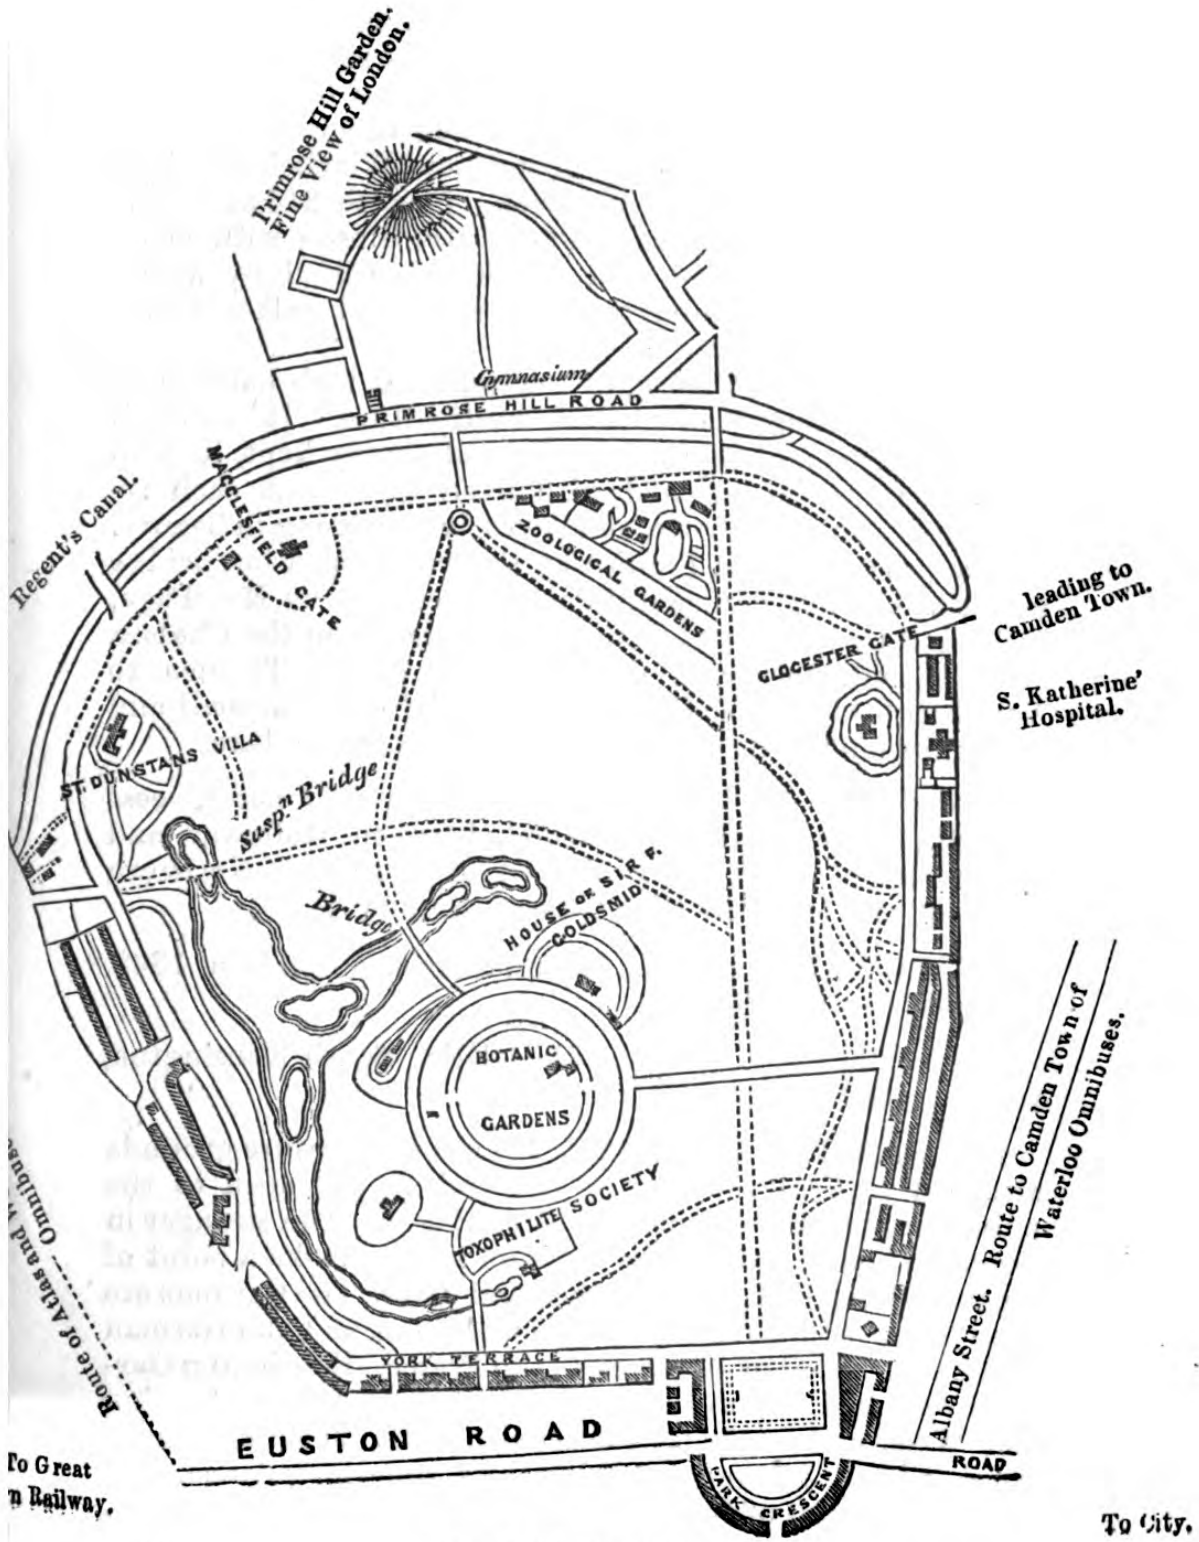 Primrose Hill Garden.
Fine View of London.
Gymnasium
PRIMROSE HILL ROAD
MACCLESFIELD GATE
Regent's Canal.
ZOOLOGICAL GARDENS
leading to
Camden Town.
GLOCESTER GATE
S. Katherine'
Hospital.
ST. DUNSTANS VILLA
Suspn Bridge
Bridge
HOUSE OF SIR F.
GOLDSMID
BOTANIC
GARDENS
TOXOPHILITE SOCIETY
Albany Street. Route to Camden Town of
Waterloo Omnibuses.
Route of Atlas and
Omnibus
YORK TERRACE
EUSTON ROAD
ROAD
PARK CRESCENT
To Great
n Railway.
To City.